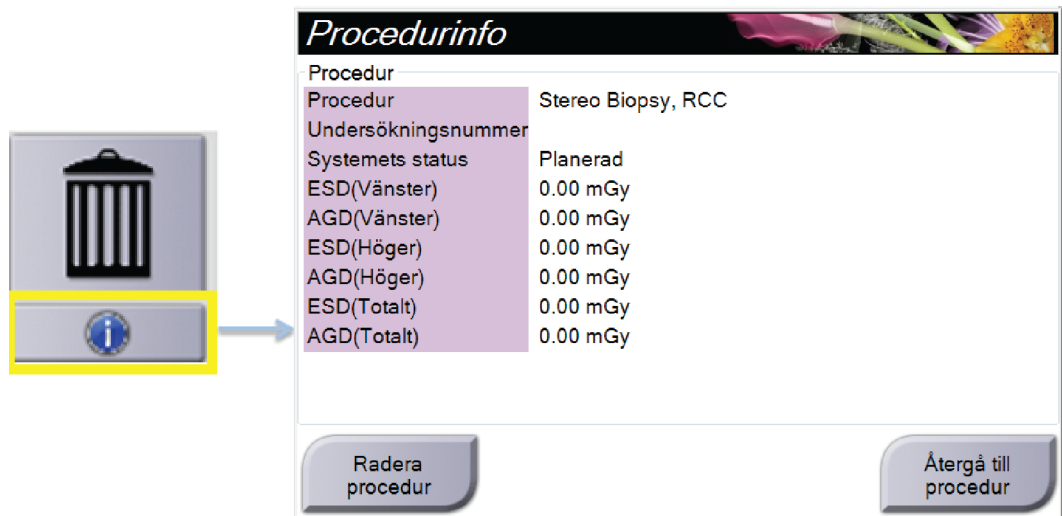 Procedurinfo
Procedur
Procedur Stereo Biopsy, RCC
Undersökningsnummer
Systemets status Planerad
ESD(Vänster) 0.00 mGy
AGD(Vänster) 0.00 mGy
ESD(Höger) 0.00 mGy
AGD(Höger) 0.00 mGy
ESD(Totalt) 0.00 mGy
AGD(Totalt) 0.00 mGy
Radera
procedur
Återgå till
procedur